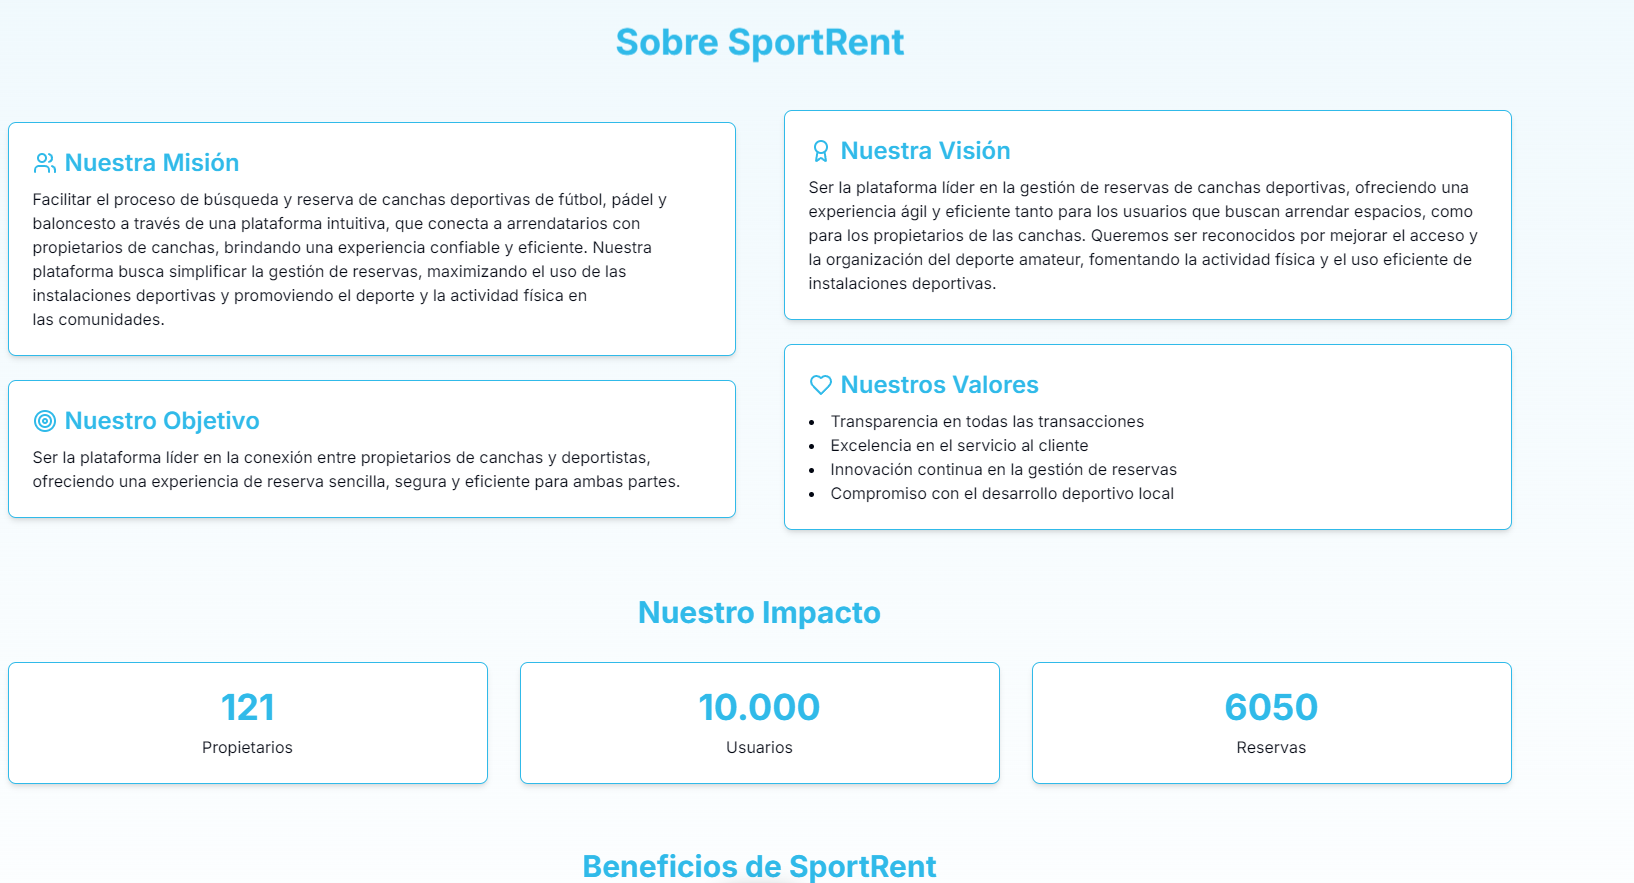 Sobre SportRent
Nuestra Misión
Facilitar el proceso de búsqueda y reserva de canchas deportivas de fútbol, pádel y
baloncesto a través de una plataforma intuitiva, que conecta a arrendatarios con
propietarios de canchas, brindando una experiencia confiable y eficiente. Nuestra
plataforma busca simplificar la gestión de reservas, maximizando el uso de las
instalaciones deportivas y promoviendo el deporte y la actividad física en
las comunidades.
Nuestro Objetivo
Ser la plataforma líder en la conexión entre propietarios de canchas y deportistas,
ofreciendo una experiencia de reserva sencilla, segura y eficiente para ambas partes.
Nuestra Visión
Ser la plataforma líder en la gestión de reservas de canchas deportivas, ofreciendo una
experiencia ágil y eficiente tanto para los usuarios que buscan arrendar espacios, como
para los propietarios de las canchas. Queremos ser reconocidos por mejorar el acceso y
la organización del deporte amateur, fomentando la actividad física y el uso eficiente de
instalaciones deportivas.
Nuestros Valores
• Transparencia en todas las transacciones
• Excelencia en el servicio al cliente
• Innovación continua en la gestión de reservas
• Compromiso con el desarrollo deportivo local
Nuestro Impacto
121
Propietarios
10.000
Usuarios
6050
Reservas
Beneficios de SportRent